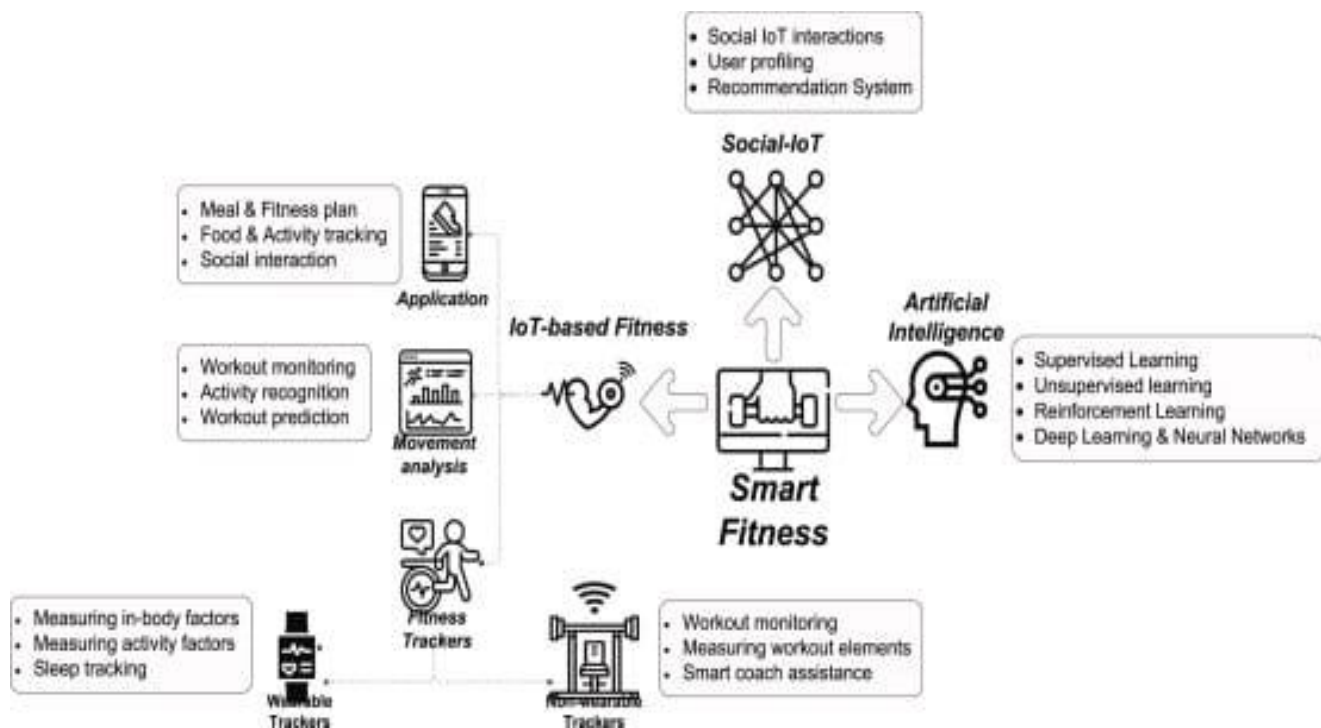 • Social IoT interactions
• User profiling
• Recommendation System
Social-IoT
• Meal & Fitness plan
• Food & Activity tracking
• Social interaction
Application
IoT-based Fitness
Artificial
Intelligence
• Workout monitoring
• Activity recognition
• Workout prediction
Movement
analysis
• Supervised Learning
• Unsupervised learning
• Reinforcement Learning
• Deep Learning & Neural Networks
Smart
Fitness
Fitness
Trackers
• Measuring in-body factors
• Measuring activity factors
• Sleep tracking
Wearable
Trackers
• Workout monitoring
• Measuring workout elements
• Smart coach assistance
Non-wearable
Trackers